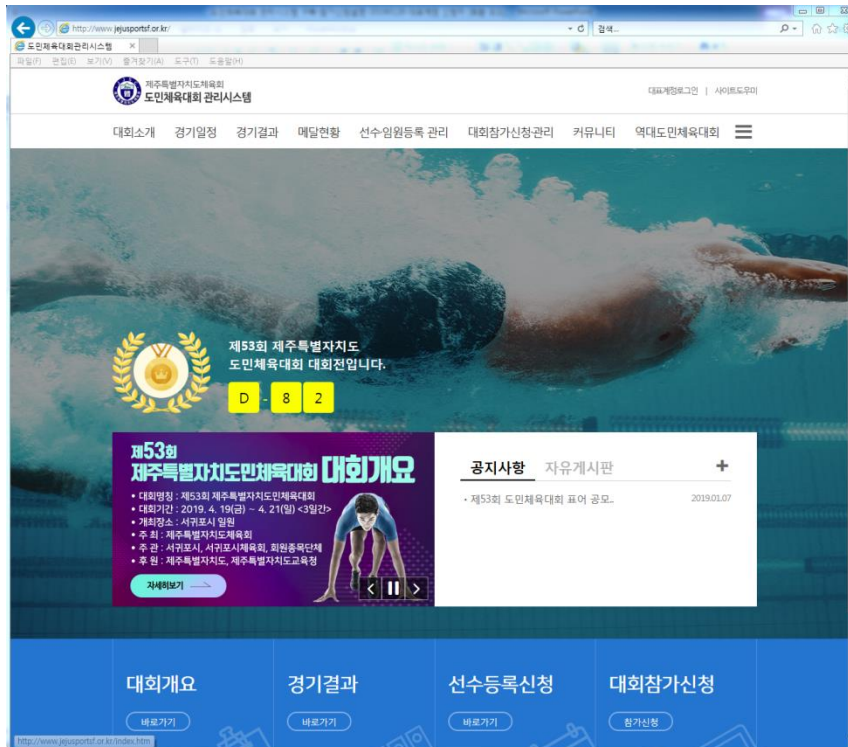 http://www.jejusportsf.or.kr/
검색...
도민체육대회관리시스템
파일(F) 편집(E) 보기(V) 즐겨찾기(A) 도구(T) 도움말(H)
제주특별자치도체육회
도민체육대회 관리시스템
대표계정로그인 | 사이트도우미
대회소개 경기일정 경기결과 메달현황 선수·임원등록 관리 대회참가신청·관리 커뮤니티 역대도민체육대회
제53회 제주특별자치도
도민체육대회 대회전입니다.
D - 8 2
제53회
제주특별자치도민체육대회 대회개요
• 대회명칭 : 제53회 제주특별자치도민체육대회
• 대회기간 : 2019. 4. 19(금) ~ 4. 21(일) <3일간>
• 개최장소 : 서귀포시 일원
• 주 최 : 제주특별자치도체육회
• 주 관 : 서귀포시, 서귀포시체육회, 회원종목단체
• 후 원 : 제주특별자치도, 제주특별자치도교육청
자세히보기
공지사항 자유게시판 +
· 제53회 도민체육대회 표어 공모.. 2019.01.07
대회개요 경기결과 선수등록신청 대회참가신청
바로가기 바로가기 바로가기 참가신청
http://www.jejusportsf.or.kr/index.htm